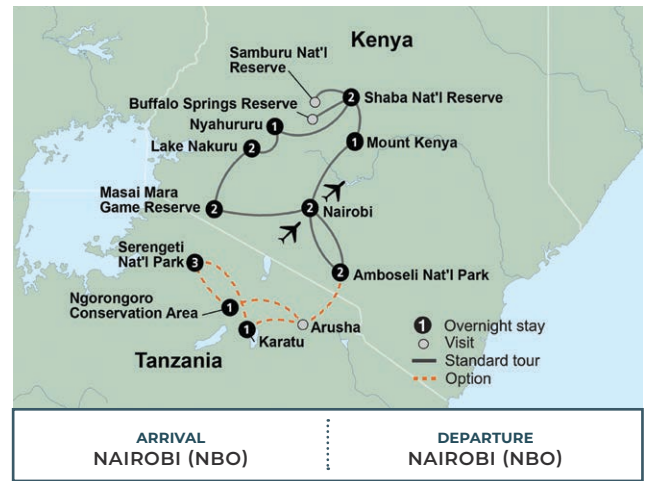 Kenya
Samburu Nat'l
Reserve
Buffalo Springs Reserve
2 Shaba Nat'l Reserve
Nyahururu 1
Lake Nakuru 2
1 Mount Kenya
Masai Mara
Game Reserve 2
2 Nairobi
Serengeti
Nat'l Park 3
2 Amboseli Nat'l Park
Ngorongoro
Conservation Area 1
1 Karatu
Arusha
Tanzania
1 Overnight stay
Visit
Standard tour
Option
ARRIVAL
NAIROBI (NBO)
DEPARTURE
NAIROBI (NBO)